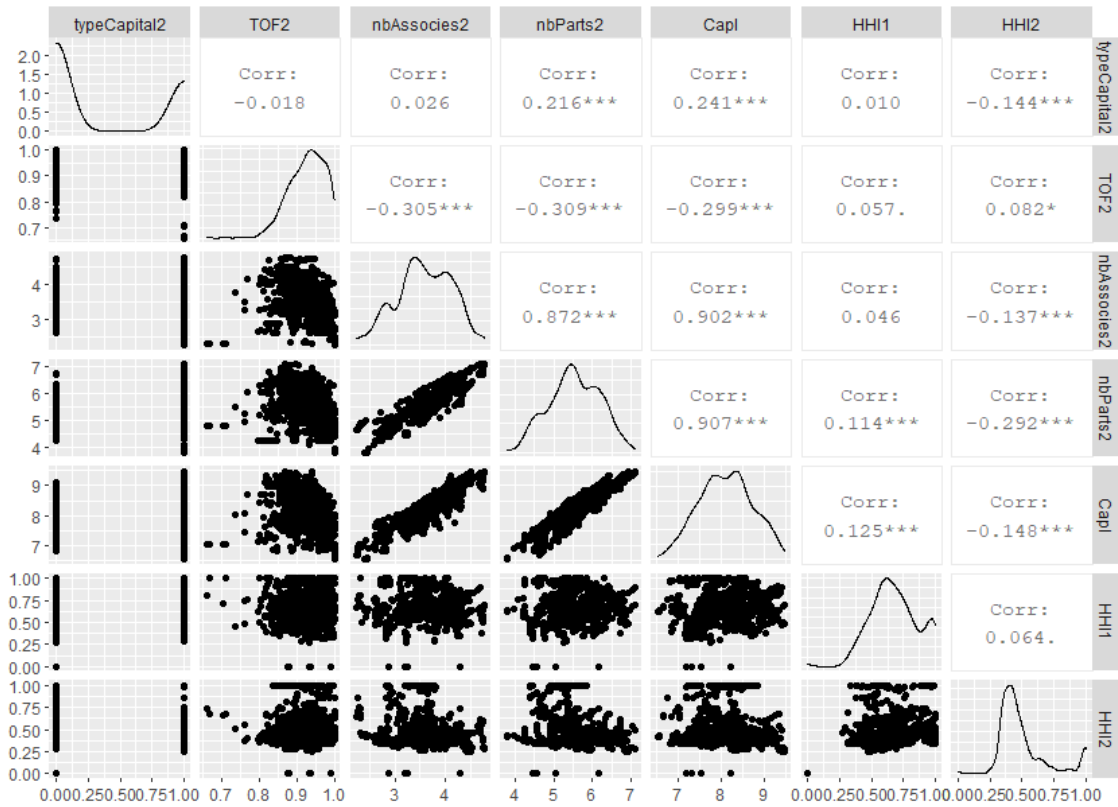 typeCapital2 TOF2 nbAssocies2 nbParts2 CapI HHI1 HHI2
2.0
1.5
1.0
0.5
0.0
Corr:
-0.018
Corr:
0.026
Corr:
0.216***
Corr:
0.241***
Corr:
0.010
Corr:
-0.144***
typeCapital2
1.0
0.9
0.8
0.7
Corr:
-0.305***
Corr:
-0.309***
Corr:
-0.299***
Corr:
0.057.
Corr:
0.082*
TOF2
4
3
Corr:
0.872***
Corr:
0.902***
Corr:
0.046
Corr:
-0.137***
nbAssocies2
7
6
5
4
Corr:
0.907***
Corr:
0.114***
Corr:
-0.292***
nbParts2
9
8
7
Corr:
0.125***
Corr:
-0.148***
CapI
1.00
0.75
0.50
0.25
0.00
Corr:
0.064.
HHI1
1.00
0.75
0.50
0.25
0.00
HHI2
0.000.250.500.751.00 0.7 0.8 0.9 1.0 3 4 4 5 6 7 7 8 9 0.000.250.500.751.00 0.000.250.500.751.00